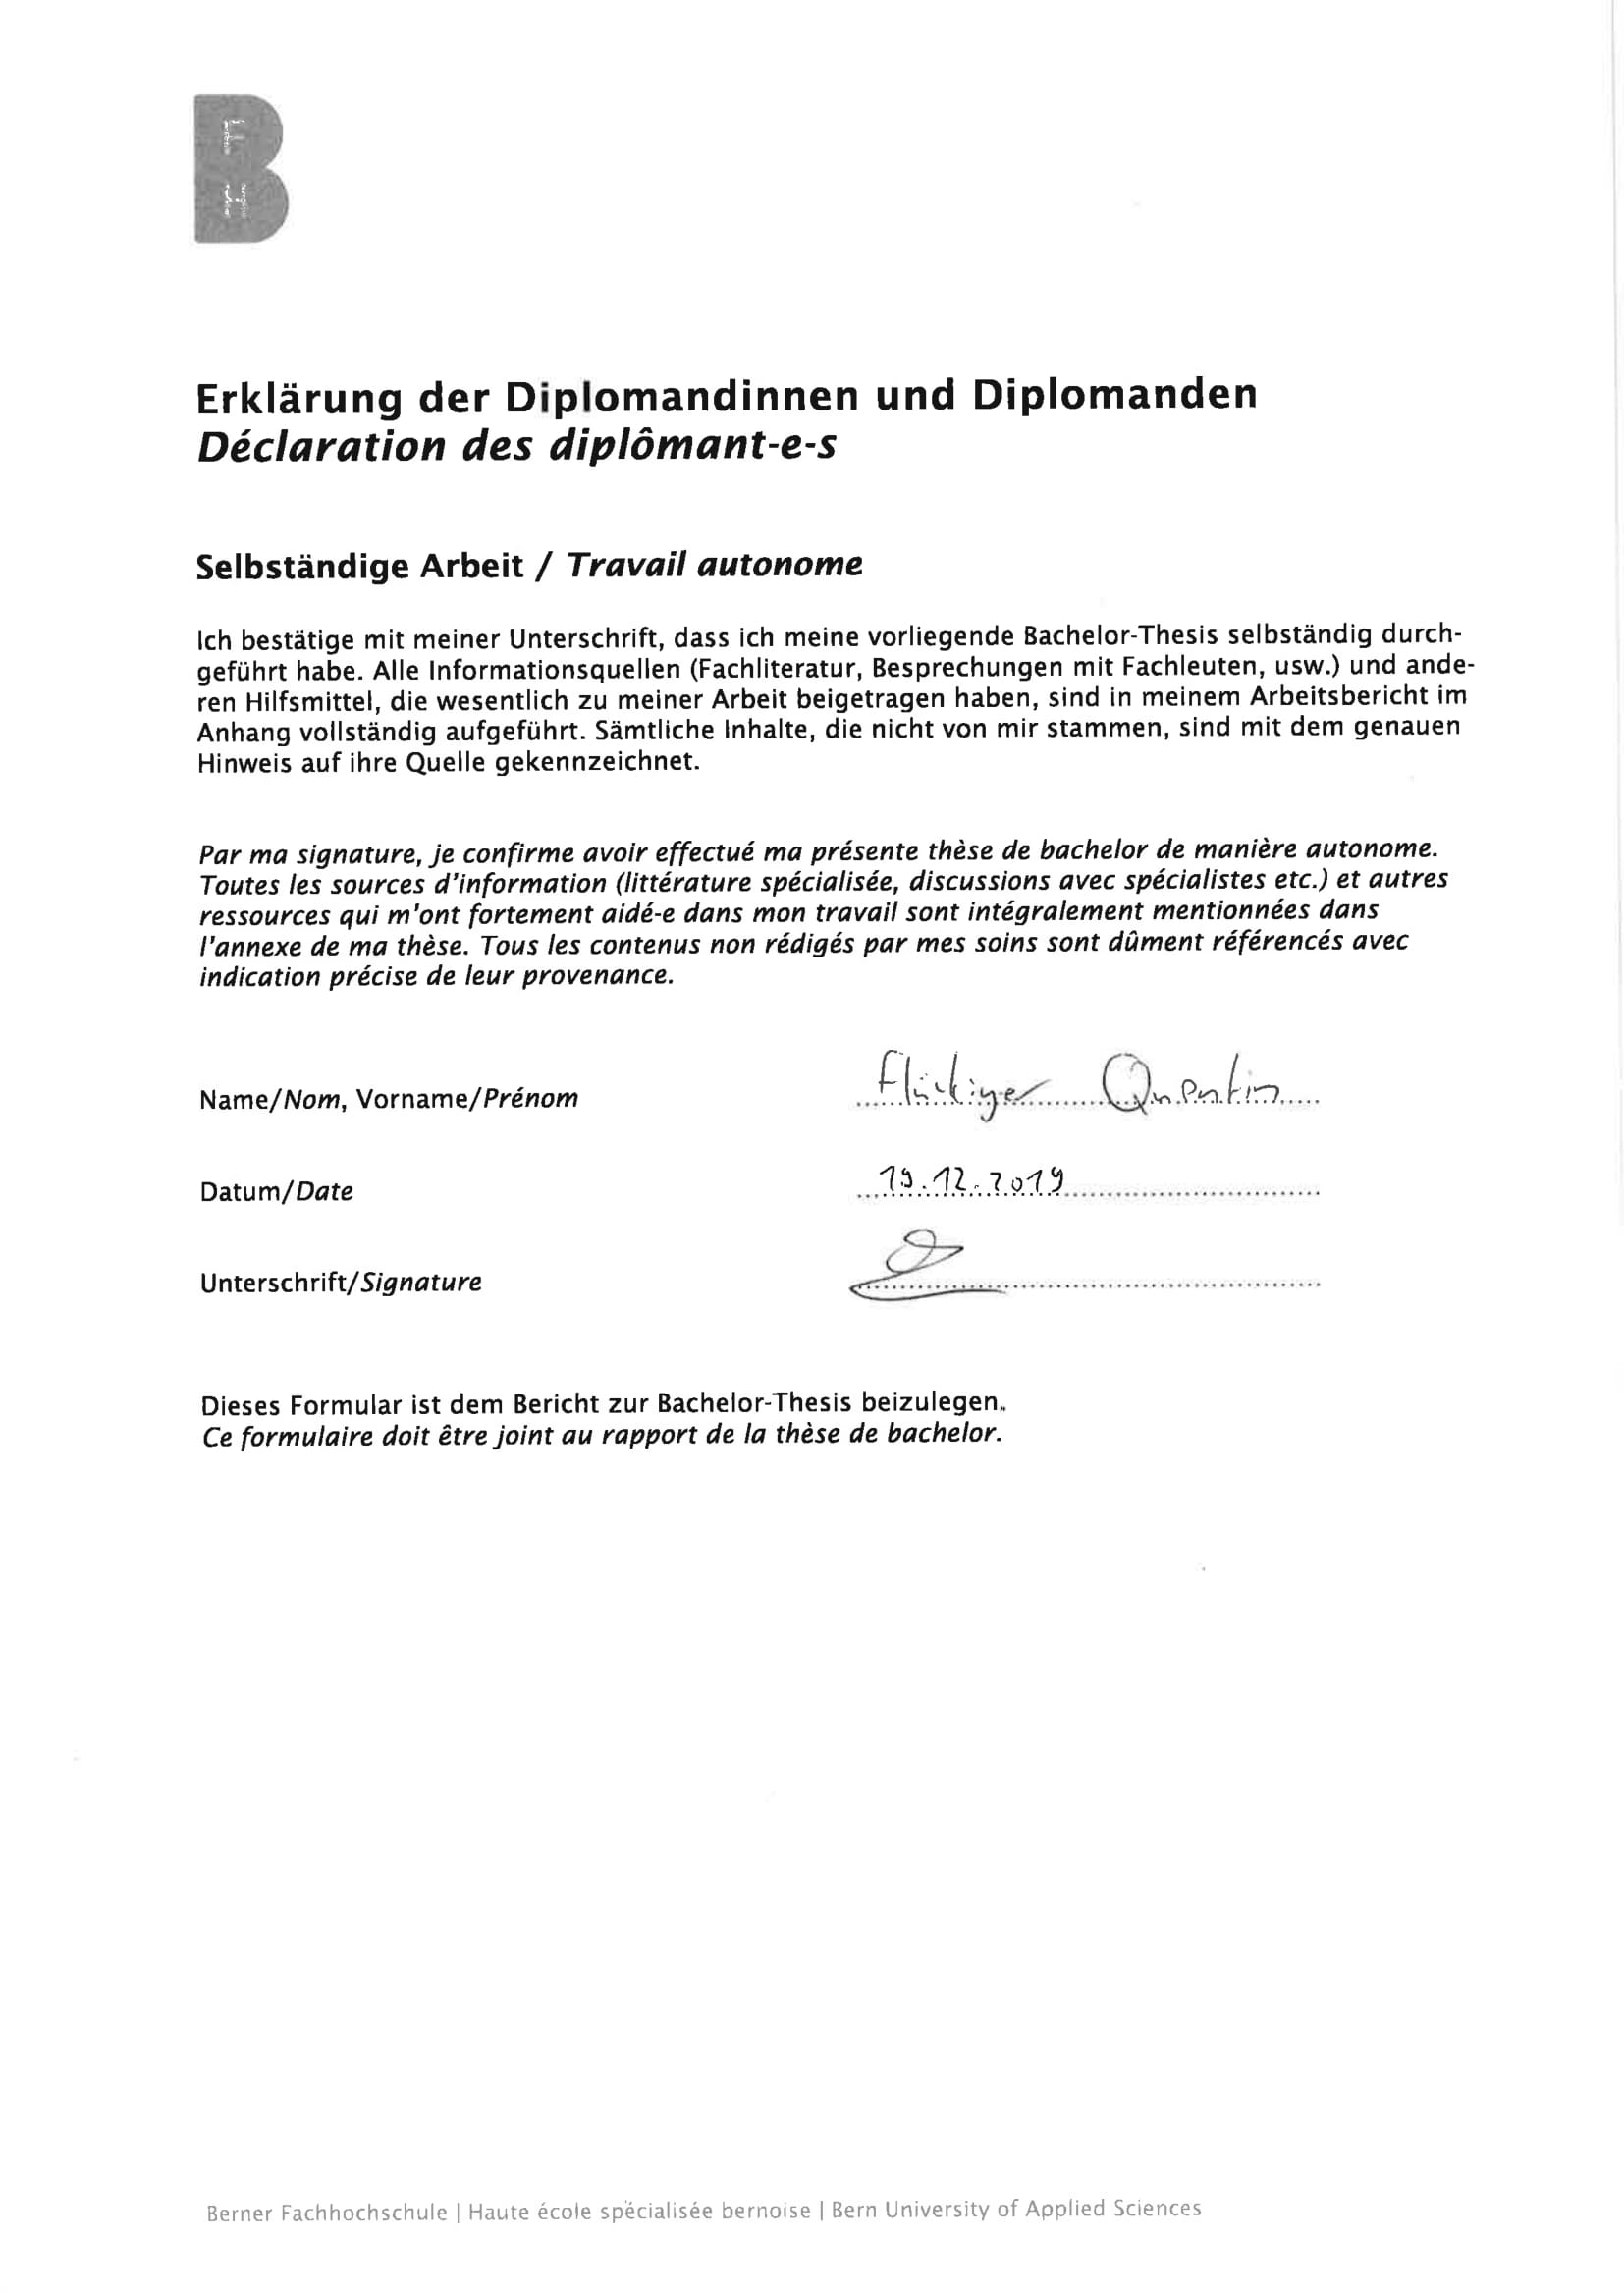 Erklärung der Diplomandinnen und Diplomanden
Déclaration des diplômant-e-s
Selbständige Arbeit / Travail autonome
Ich bestätige mit meiner Unterschrift, dass ich meine vorliegende Bachelor-Thesis selbständig durch-
geführt habe. Alle Informationsquellen (Fachliteratur, Besprechungen mit Fachleuten, usw.) und ande-
ren Hilfsmittel, die wesentlich zu meiner Arbeit beigetragen haben, sind in meinem Arbeitsbericht im
Anhang vollständig aufgeführt. Sämtliche Inhalte, die nicht von mir stammen, sind mit dem genauen
Hinweis auf ihre Quelle gekennzeichnet.
Par ma signature, je confirme avoir effectué ma présente thèse de bachelor de manière autonome.
Toutes les sources d'information (littérature spécialisée, discussions avec spécialistes etc.) et autres
ressources qui m'ont fortement aidé-e dans mon travail sont intégralement mentionnées dans
l'annexe de ma thèse. Tous les contenus non rédigés par mes soins sont dûment référencés avec
indication précise de leur provenance.
Name/Nom, Vorname/Prénom Flückiger Quentin
Datum/Date 19.12.2019
Unterschrift/Signature
Dieses Formular ist dem Bericht zur Bachelor-Thesis beizulegen.
Ce formulaire doit être joint au rapport de la thèse de bachelor.
Berner Fachhochschule | Haute école spécialisée bernoise | Bern University of Applied Sciences